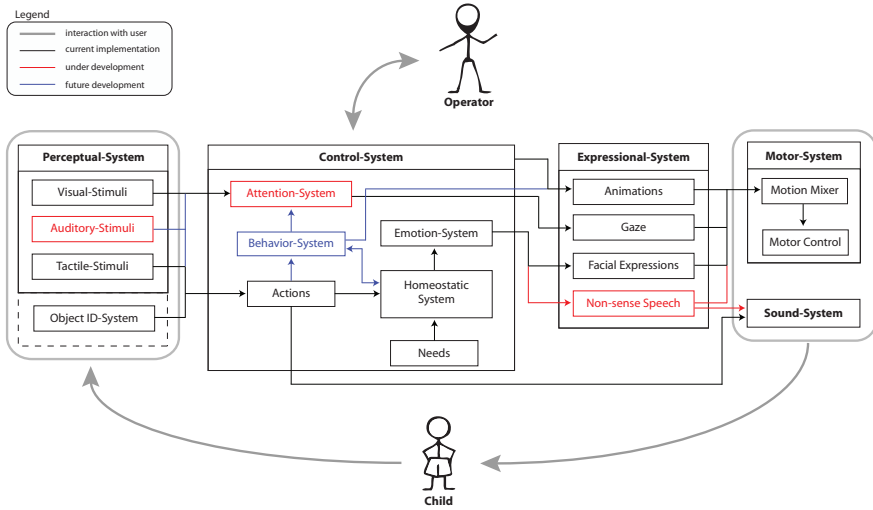 Legend
interaction with user
current implementation
under development
future development
Operator
Perceptual-System
Control-System
Expressional-System
Motor-System
Visual-Stimuli
Attention-System
Animations
Motion Mixer
Auditory-Stimuli
Behavior-System
Emotion-System
Gaze
Motor Control
Tactile-Stimuli
Facial Expressions
Actions
Homeostatic
System
Non-sense Speech
Object ID-System
Sound-System
Needs
Child